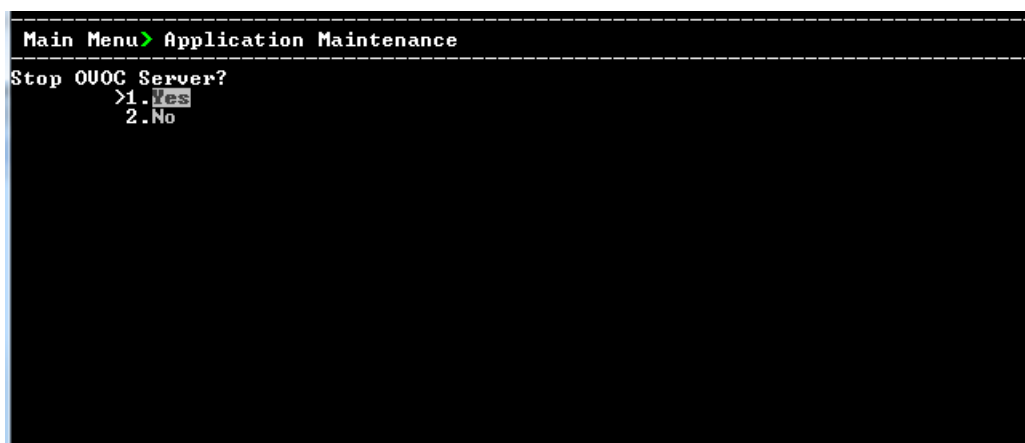 Main Menu> Application Maintenance
Stop OVOC Server?
>1.Yes
2.No